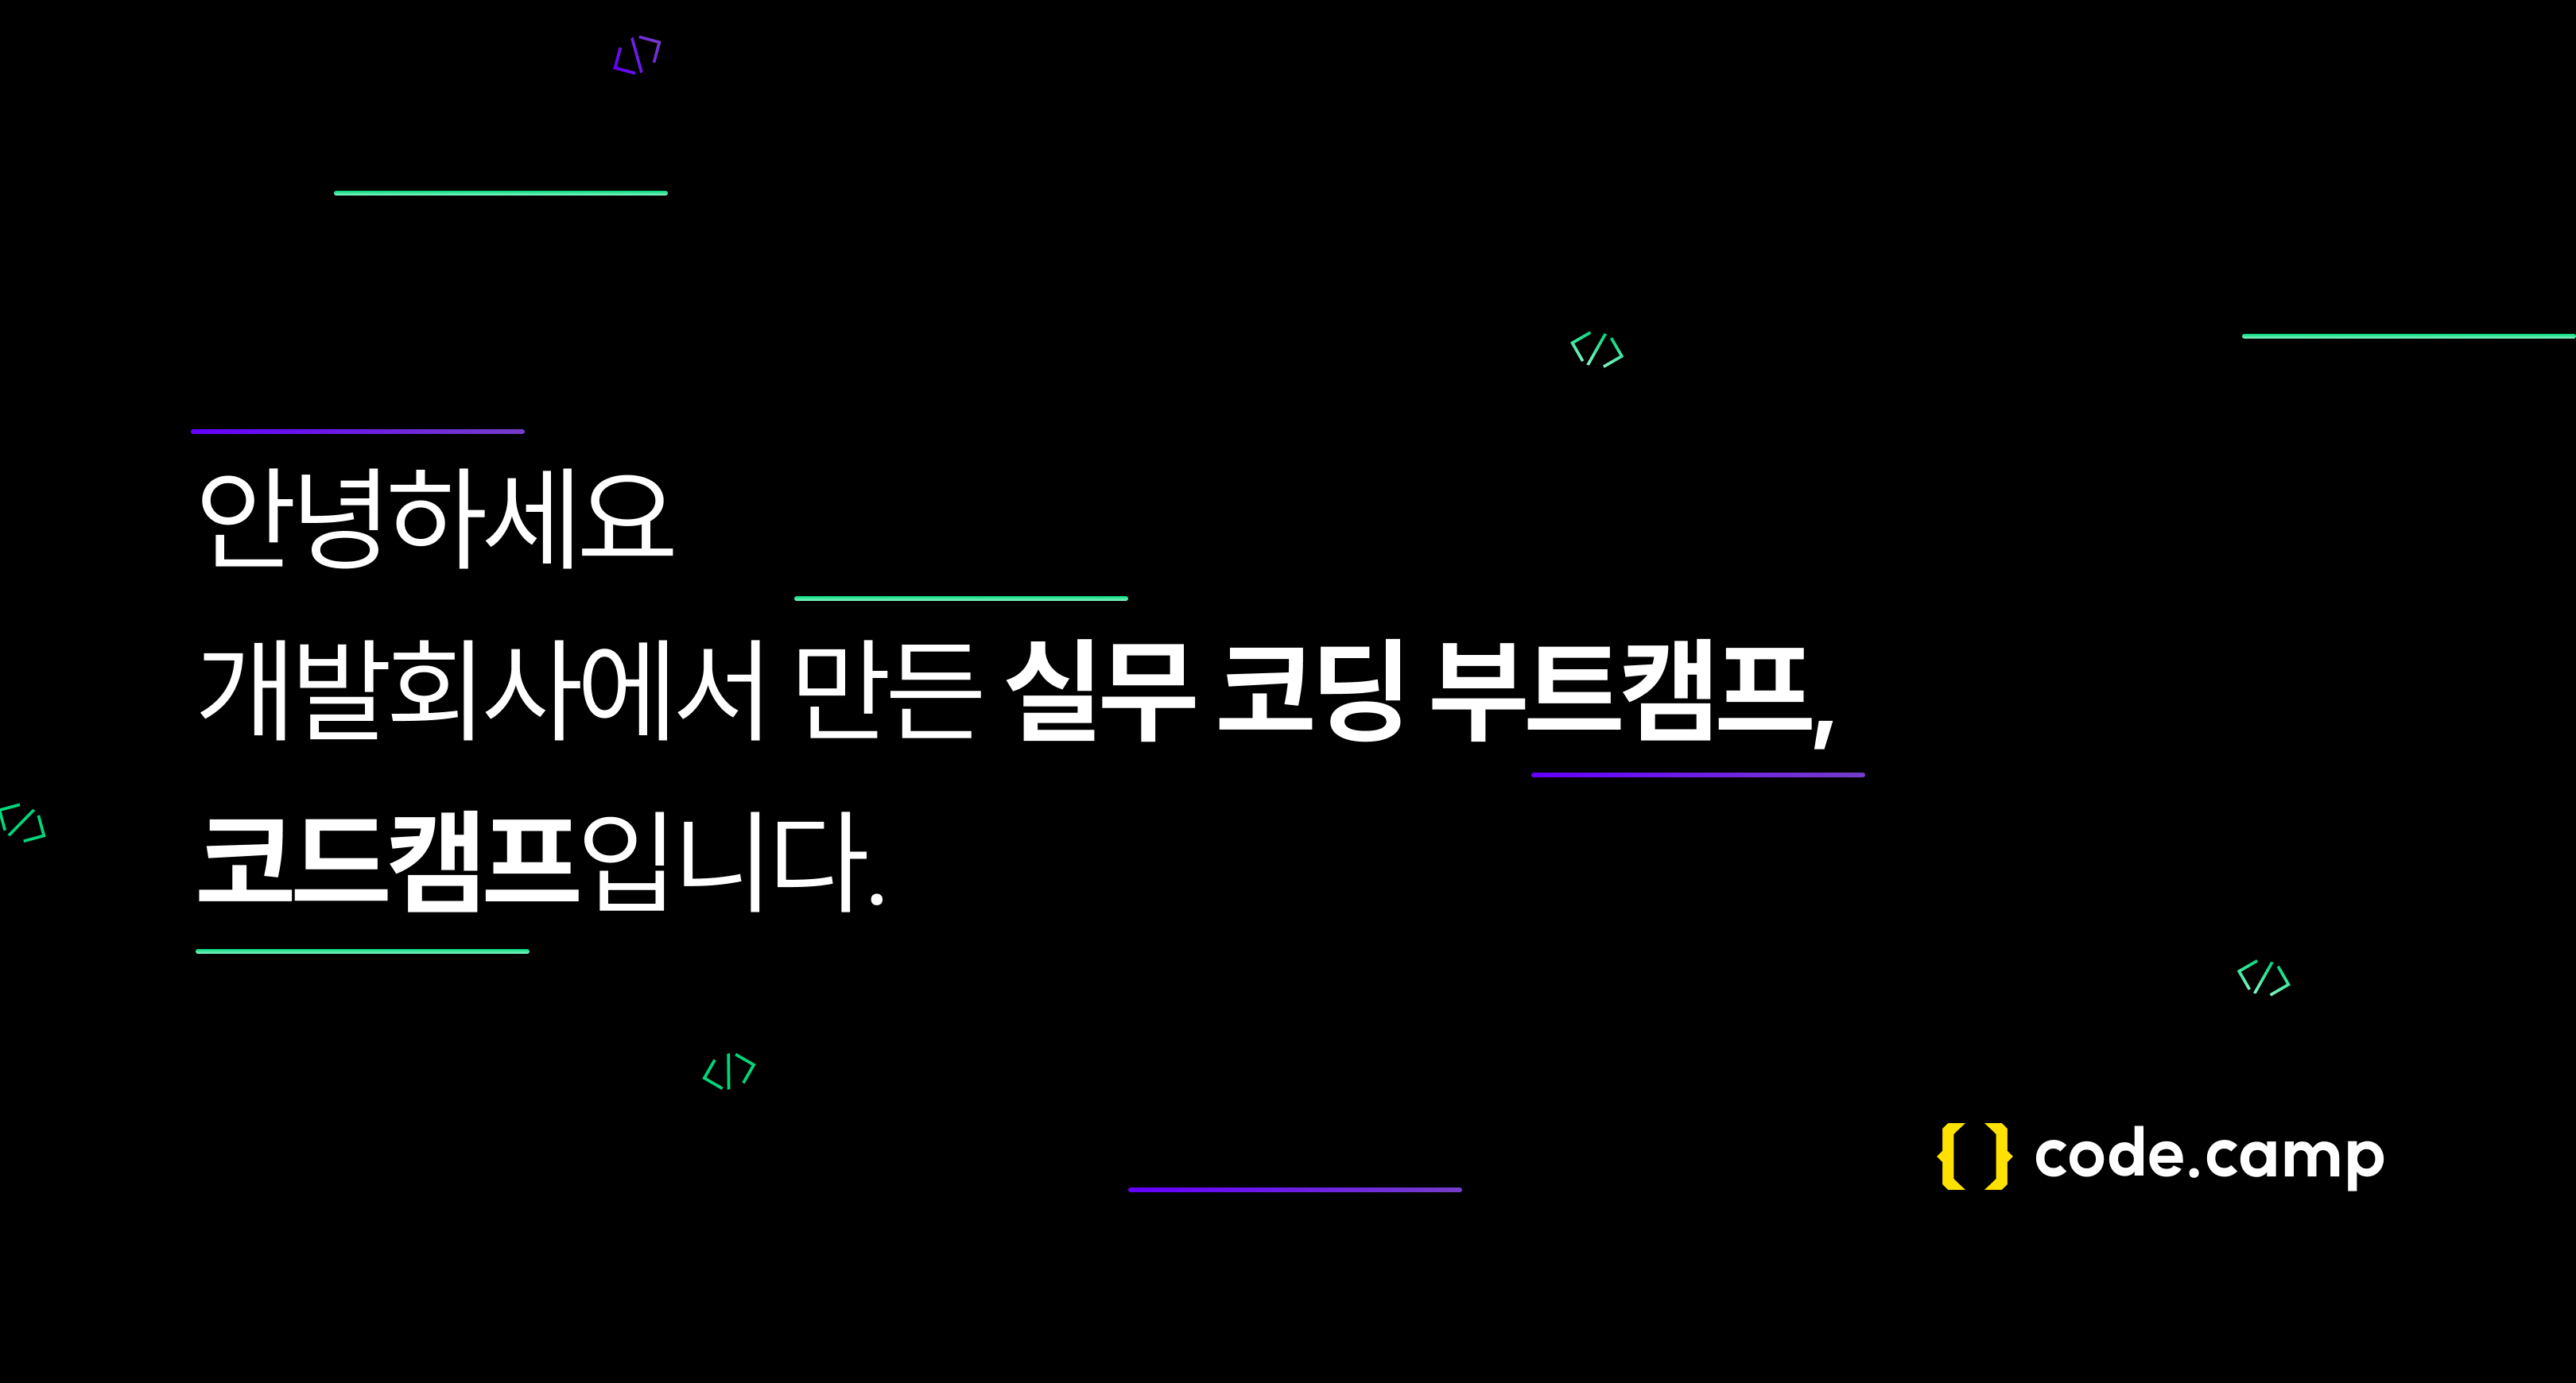 안녕하세요
개발회사에서 만든 실무 코딩 부트캠프,
코드캠프입니다.
{ } code.camp